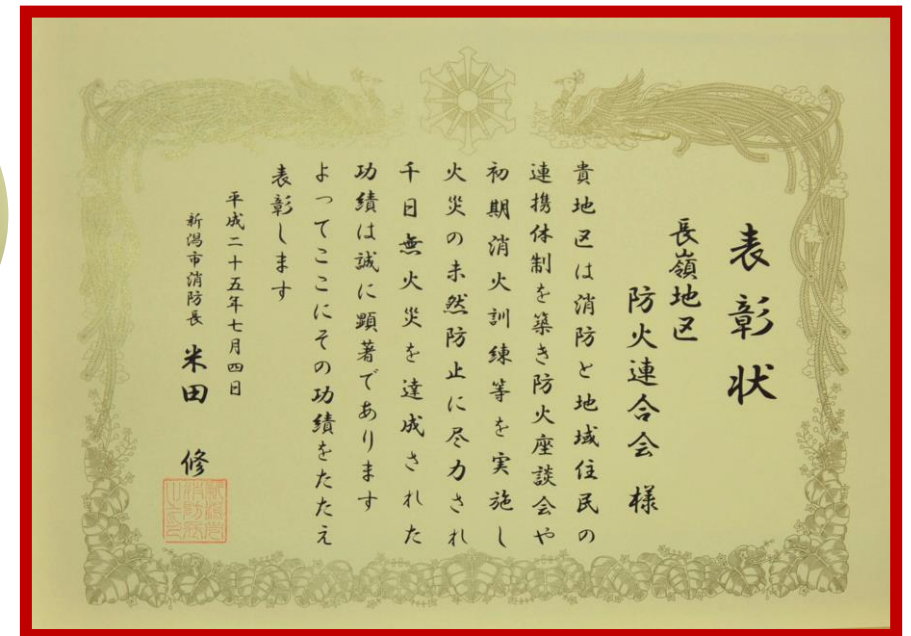 表彰状
長嶺地区
防火連合会 様
貴地区は消防と地域住民の
連携体制を築き防火座談会や
初期消火訓練等を実施し
火災の未然防止に尽力され
千日無火災を達成された
功績は誠に顕著であります
よってここにその功績をたたえ
表彰します
平成二十五年七月四日
新潟市消防長 米田 修